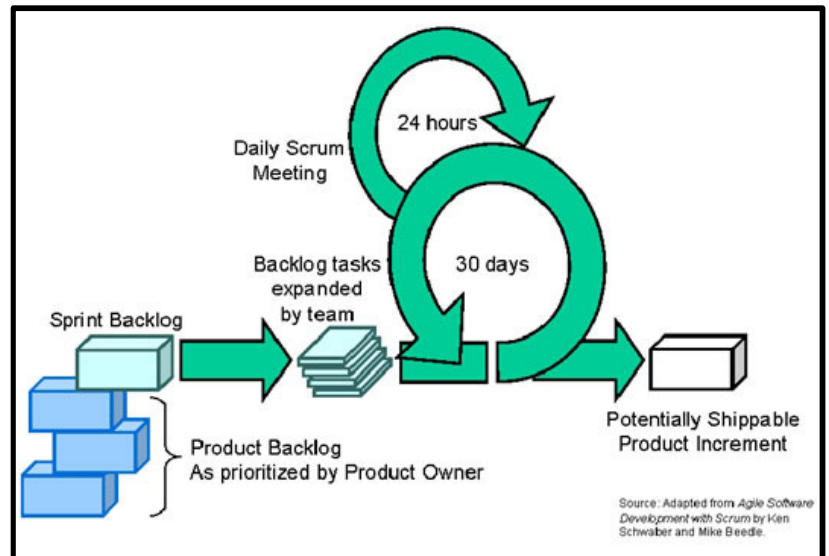 24 hours
Daily Scrum
Meeting
Backlog tasks
expanded
by team
30 days
Sprint Backlog
Product Backlog
As prioritized by Product Owner
Potentially Shippable
Product Increment
Source: Adapted from Agile Software
Development with Scrum by Ken
Schwaber and Mike Beedle.